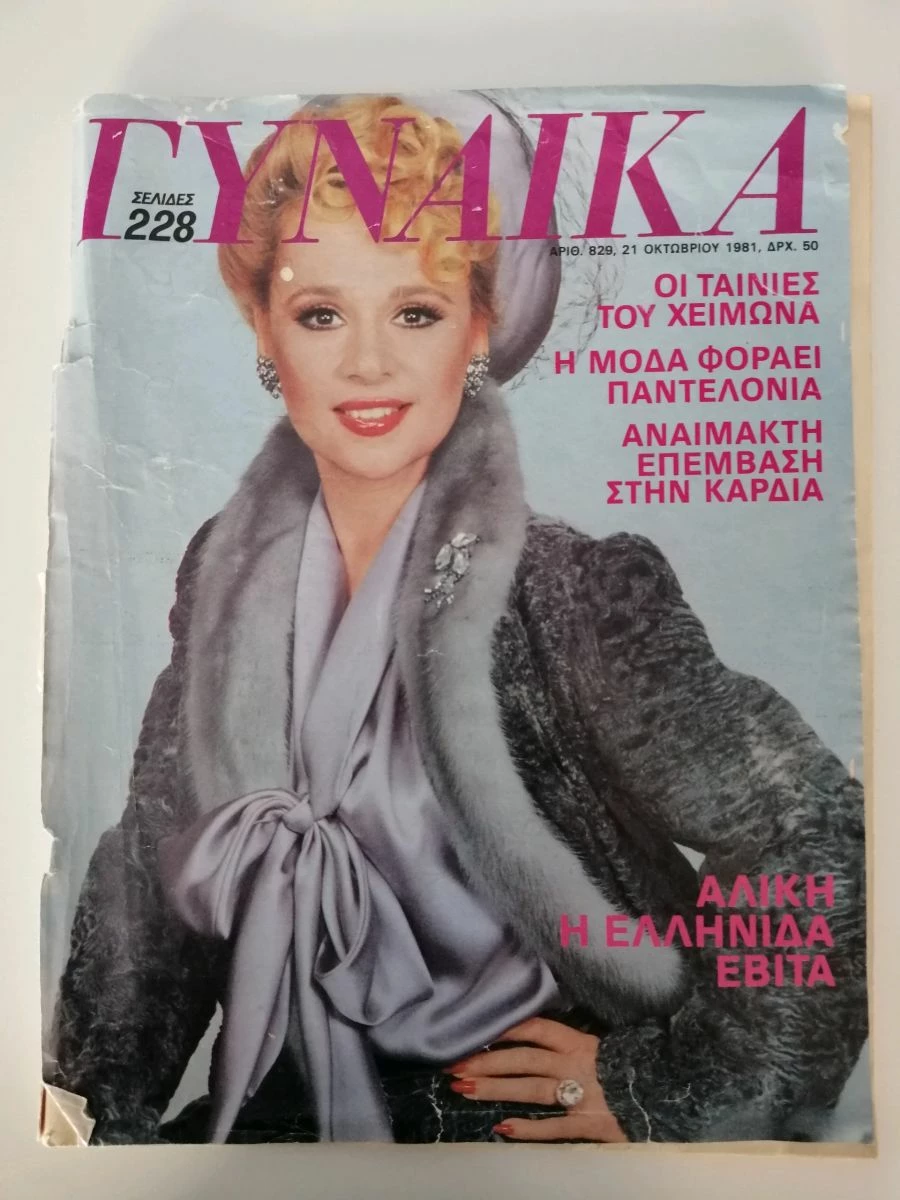 ΓΥΝΑΙΚΑ
ΣΕΛΙΔΕΣ
228
ΑΡΙΘ. 829, 21 ΟΚΤΩΒΡΙΟΥ 1981, ΔΡΧ. 50
ΟΙ ΤΑΙΝΙΕΣ
ΤΟΥ ΧΕΙΜΩΝΑ
Η ΜΟΔΑ ΦΟΡΑΕΙ
ΠΑΝΤΕΛΟΝΙΑ
ΑΝΑΙΜΑΚΤΗ
ΕΠΕΜΒΑΣΗ
ΣΤΗΝ ΚΑΡΔΙΑ
ΑΛΙΚΗ
Η ΕΛΛΗΝΙΔΑ
ΕΒΙΤΑ